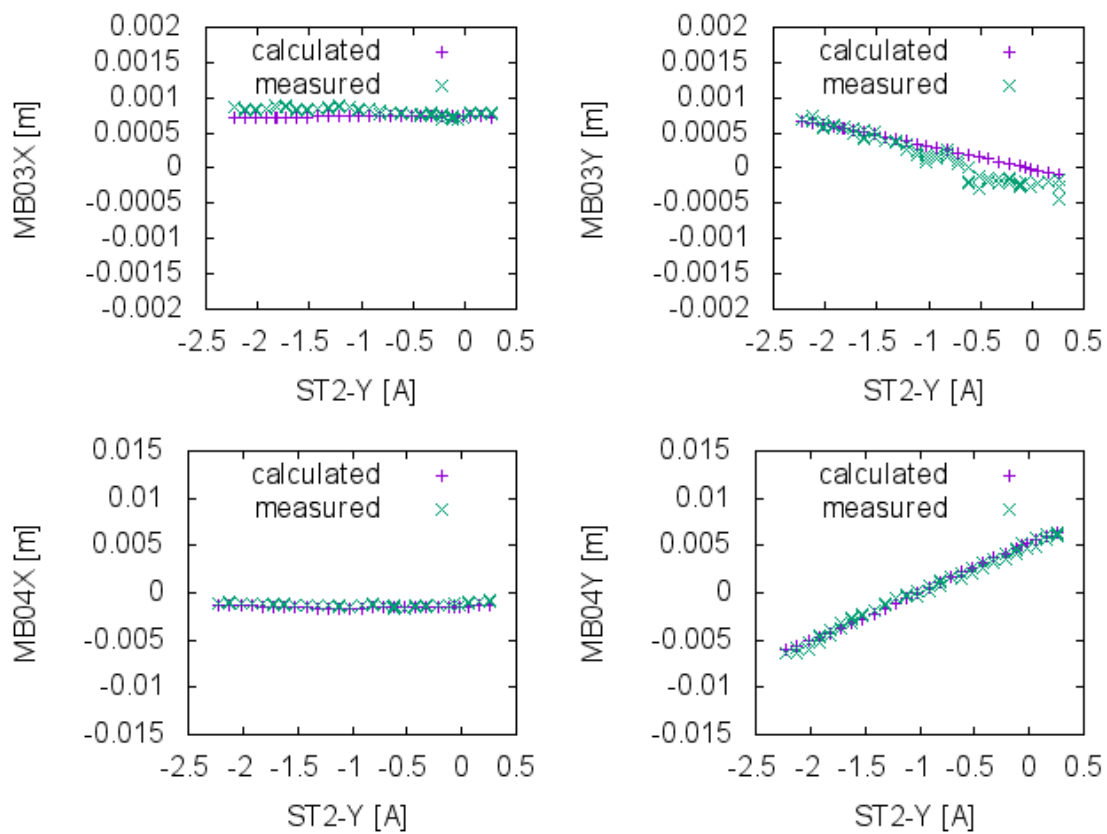 0.002
0.0015
0.001
0.0005
0
-0.0005
-0.001
-0.0015
-0.002
MB03X [m]
calculated
measured
-2.5 -2 -1.5 -1 -0.5 0 0.5
ST2-Y [A]
0.002
0.0015
0.001
0.0005
0
-0.0005
-0.001
-0.0015
-0.002
MB03Y [m]
calculated
measured
-2.5 -2 -1.5 -1 -0.5 0 0.5
ST2-Y [A]
0.015
0.01
0.005
0
-0.005
-0.01
-0.015
MB04X [m]
calculated
measured
-2.5 -2 -1.5 -1 -0.5 0 0.5
ST2-Y [A]
0.015
0.01
0.005
0
-0.005
-0.01
-0.015
MB04Y [m]
calculated
measured
-2.5 -2 -1.5 -1 -0.5 0 0.5
ST2-Y [A]